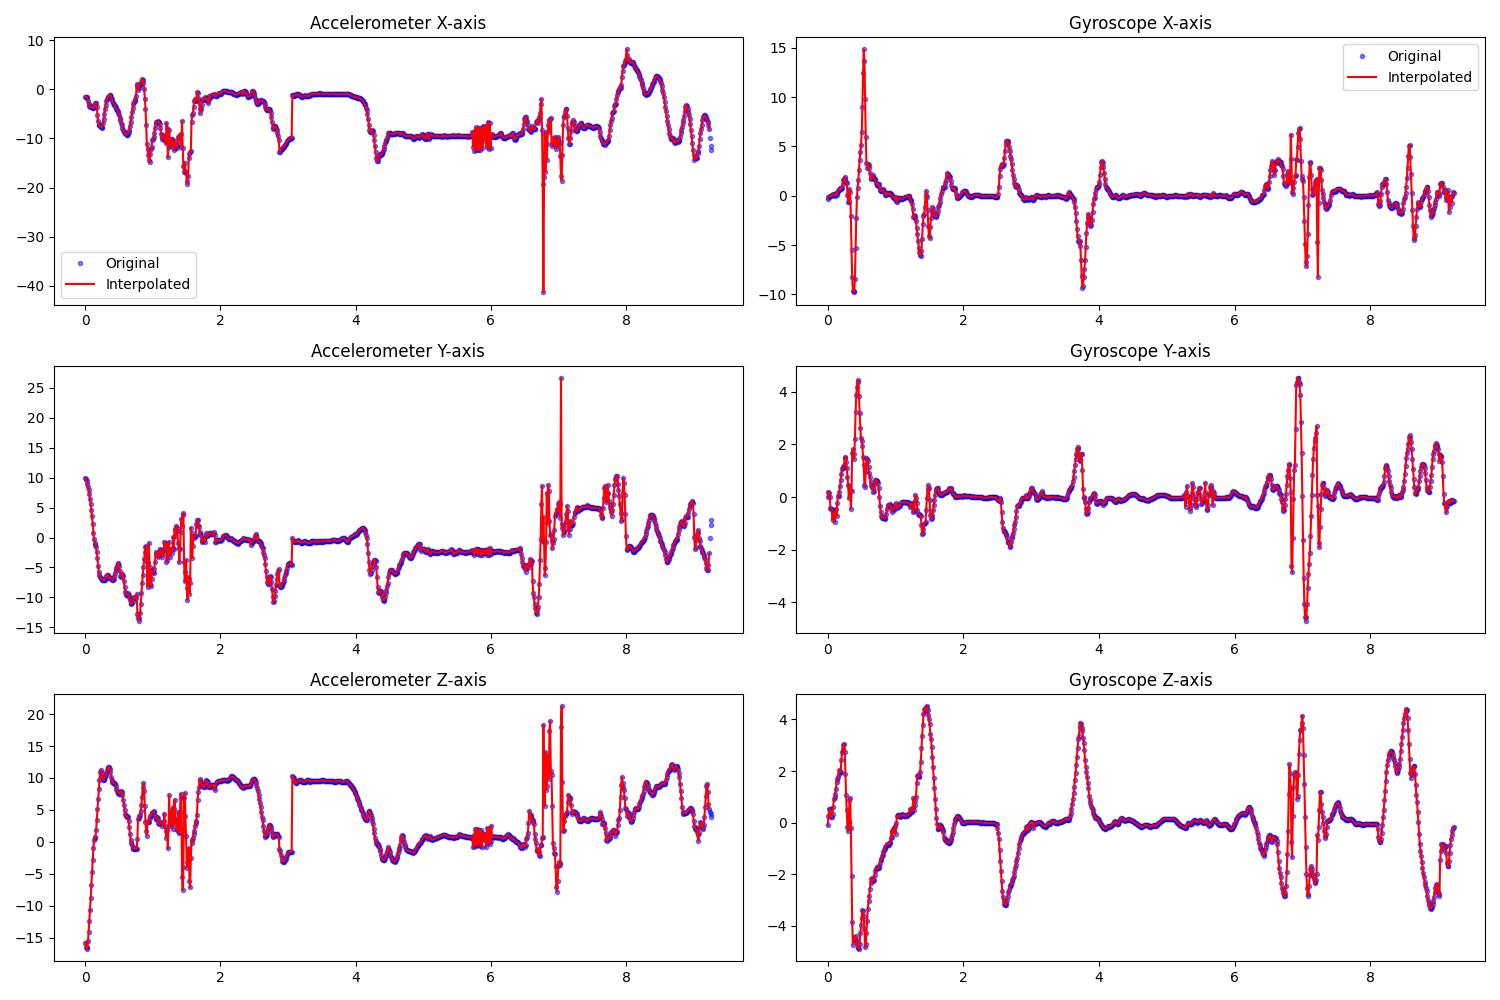 Accelerometer X-axis
10
0
−10
−20
−30
−40
Original
Interpolated
0 2 4 6 8
Gyroscope X-axis
15
10
5
0
−5
−10
Original
Interpolated
0 2 4 6 8
Accelerometer Y-axis
25
20
15
10
5
0
−5
−10
−15
0 2 4 6 8
Gyroscope Y-axis
4
2
0
−2
−4
0 2 4 6 8
Accelerometer Z-axis
20
15
10
5
0
−5
−10
−15
0 2 4 6 8
Gyroscope Z-axis
4
2
0
−2
−4
0 2 4 6 8